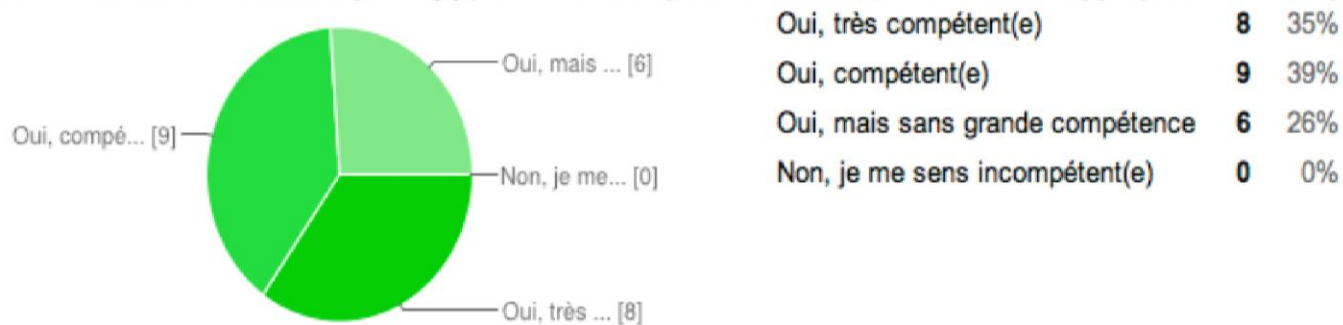 Oui, mais ... [6]
Oui, compé... [9]
Non, je me... [0]
Oui, très ... [8]
Oui, très compétent(e) 8 35%
Oui, compétent(e) 9 39%
Oui, mais sans grande compétence 6 26%
Non, je me sens incompétent(e) 0 0%